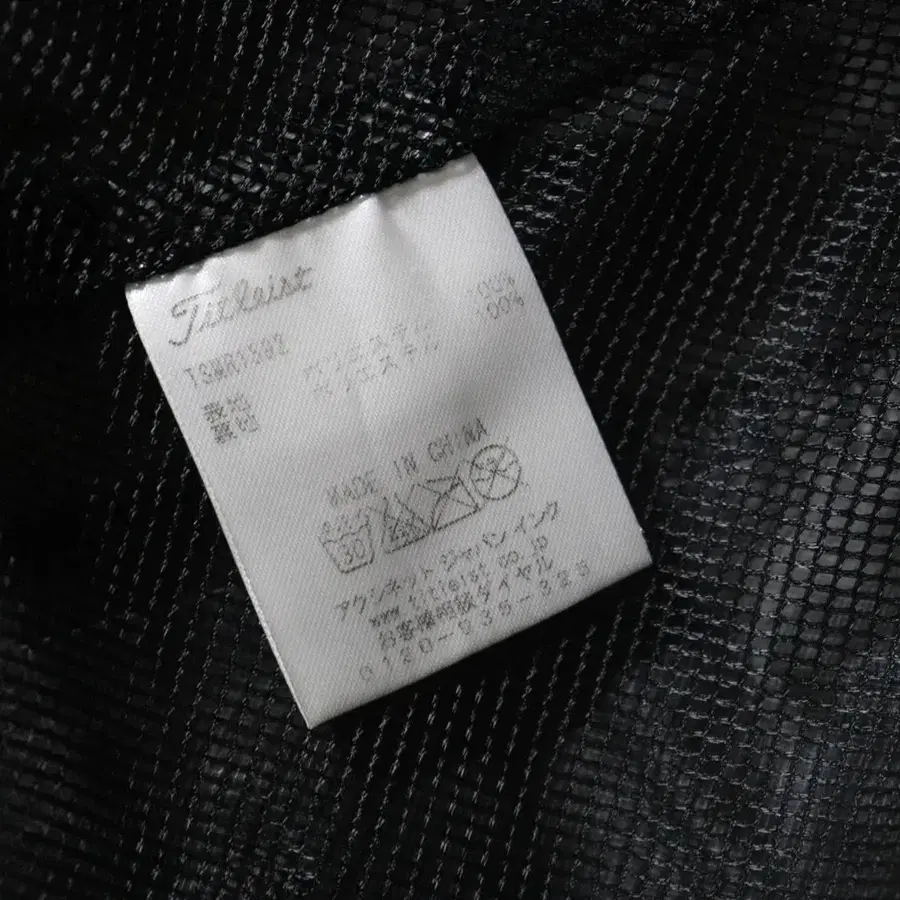 Titleist
TSMR1592
表地 ポリエステル 100%
裏地 ポリエステル 100%
MADE IN CHINA
30
アクシネット ジャパン インク
www.titleist.co.jp
お客様相談ダイヤル
0120-935-325